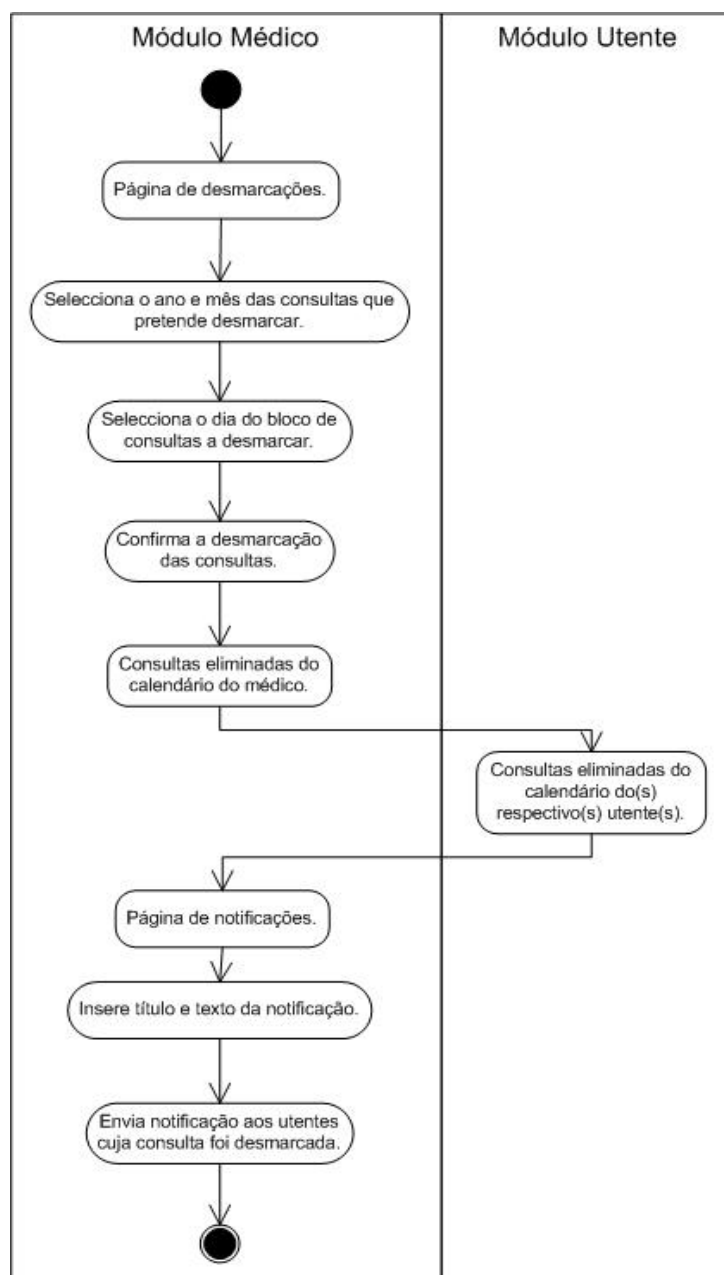 Módulo Médico
Módulo Utente
Página de desmarcações.
Selecciona o ano e mês das consultas que
pretende desmarcar.
Selecciona o dia do bloco de
consultas a desmarcar.
Confirma a desmarcação
das consultas.
Consultas eliminadas do
calendário do médico.
Consultas eliminadas do
calendário do(s)
respectivo(s) utente(s).
Página de notificações.
Insere título e texto da notificação.
Envia notificação aos utentes
cuja consulta foi desmarcada.